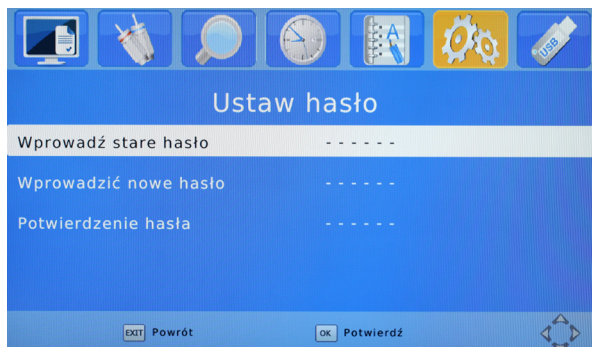 A
USB
Ustaw hasło
Wprowadź stare hasło ------
Wprowadzić nowe hasło ------
Potwierdzenie hasła ------
EXIT Powrót OK Potwierdź